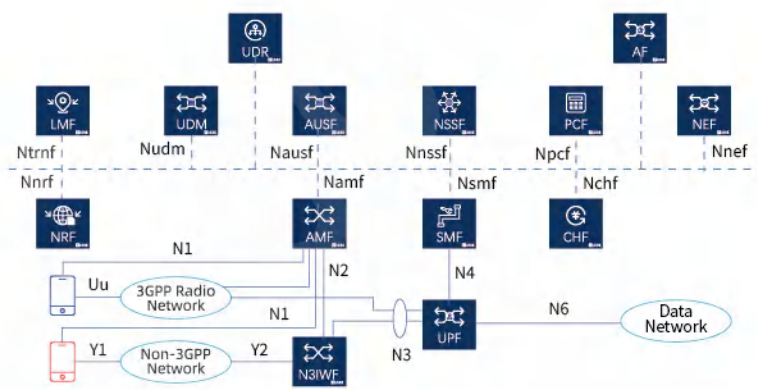 UDR
AF
LMF
UDM
AUSF
NSSF
PCF
NEF
Ntrnf
Nudm
Nausf
Nnssf
Npcf
Nnef
Nnrf
Namf
Nsmf
Nchf
NRF
AMF
SMF
CHF
N1
N2
N4
Uu
3GPP Radio
Network
N1
N6
Data
Network
UPF
N3
Y1
Non-3GPP
Network
Y2
N3IWF